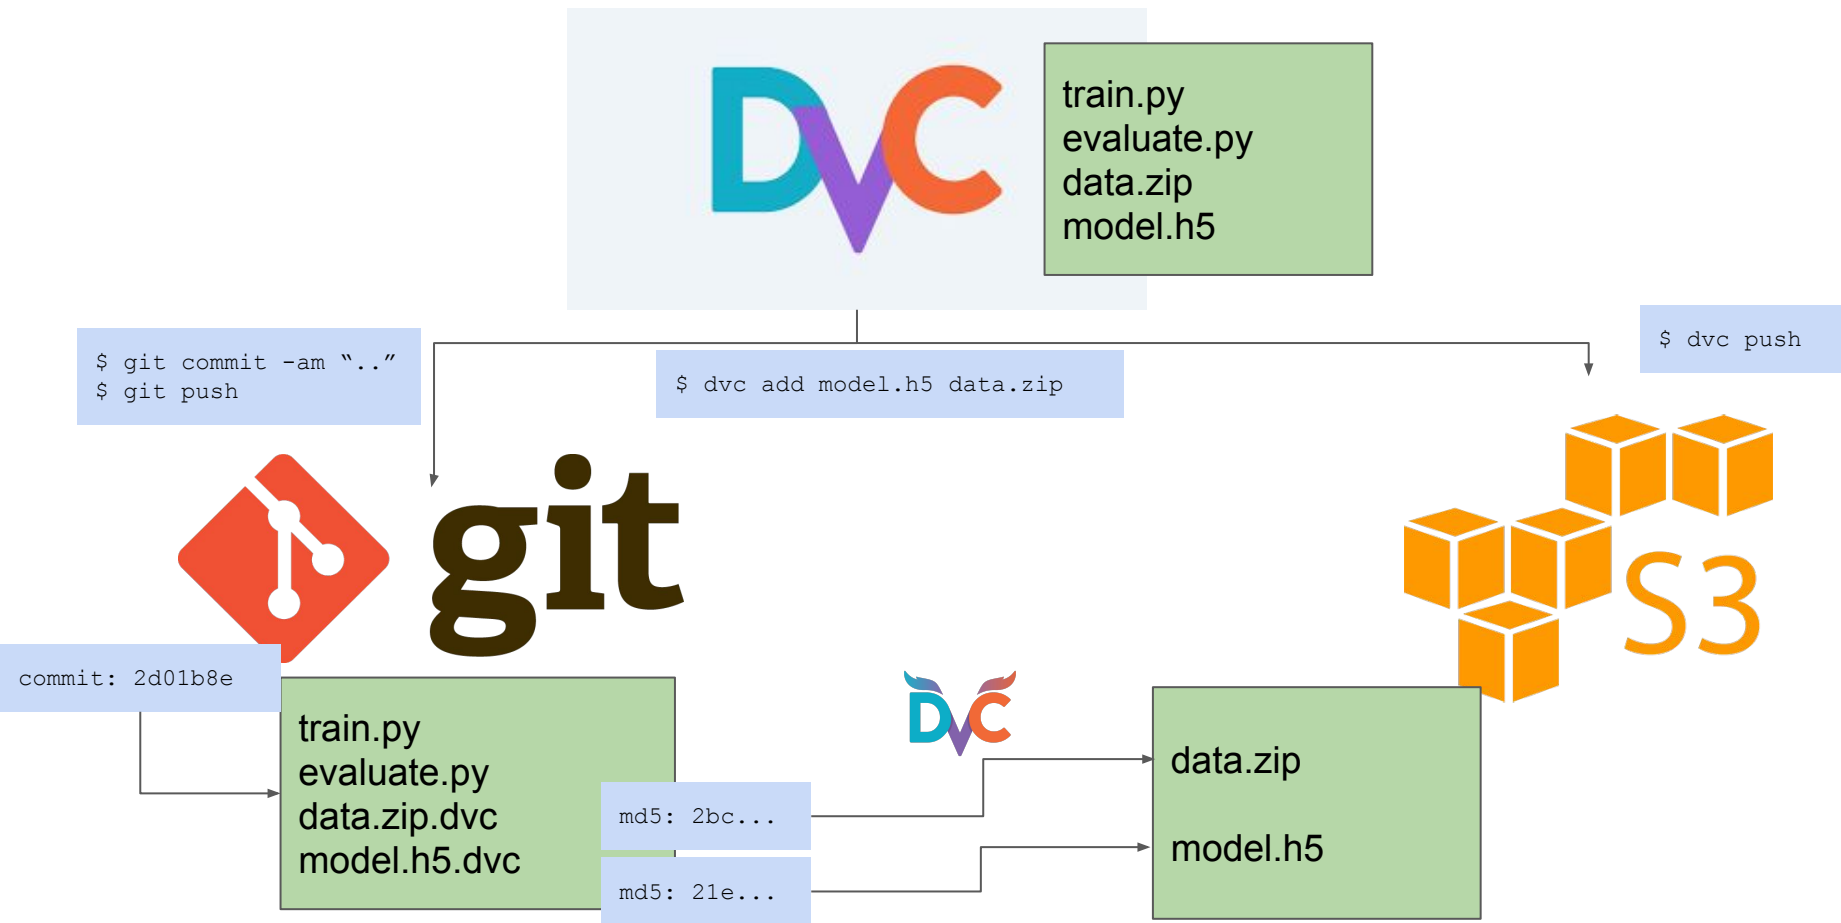 DVC
train.py
evaluate.py
data.zip
model.h5
$ git commit -am “..”
$ git push
$ dvc add model.h5 data.zip
$ dvc push
git
S3
commit: 2d01b8e
train.py
evaluate.py
data.zip.dvc
model.h5.dvc
md5: 2bc...
md5: 21e...
DVC
data.zip
model.h5